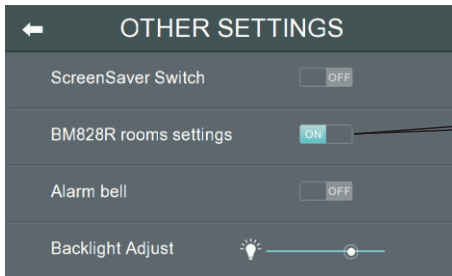 OTHER SETTINGS
ScreenSaver Switch OFF
BM828R rooms settings ON
Alarm bell OFF
Backlight Adjust